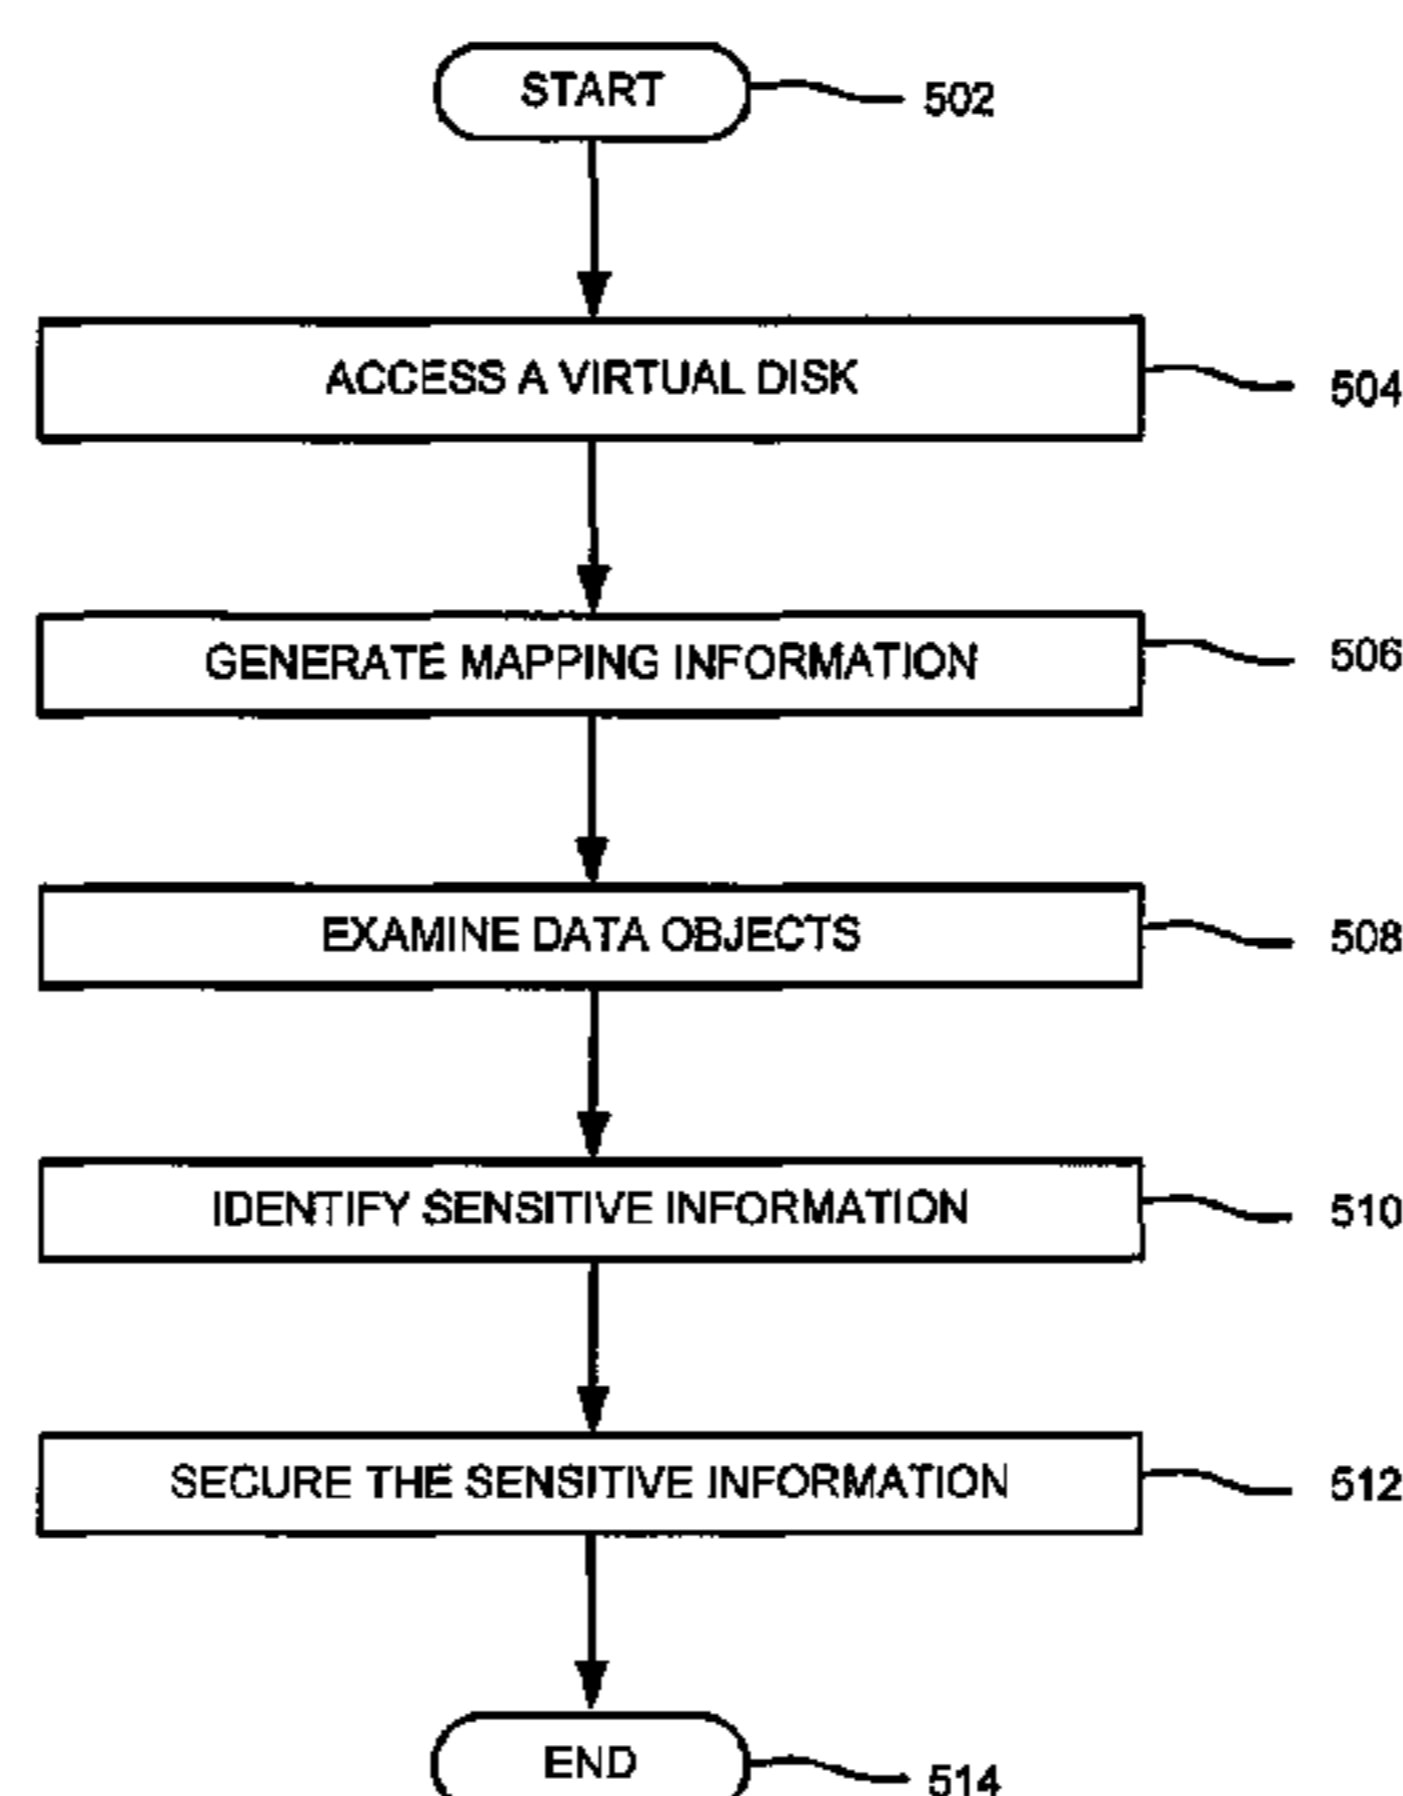 START
502
ACCESS A VIRTUAL DISK
504
GENERATE MAPPING INFORMATION
506
EXAMINE DATA OBJECTS
508
IDENTIFY SENSITIVE INFORMATION
510
SECURE THE SENSITIVE INFORMATION
512
END
514